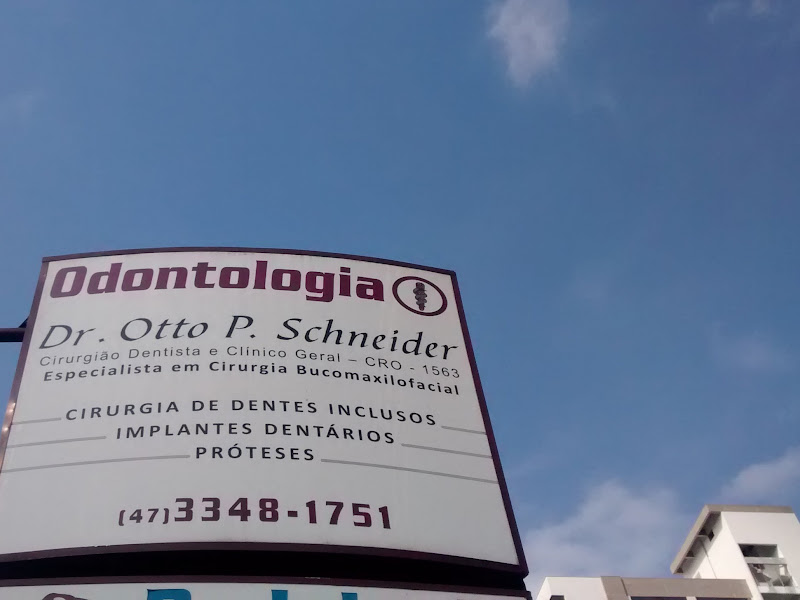 Odontologia
Dr. Otto P. Schneider
Cirurgião Dentista e Clínico Geral – CRO - 1563
Especialista em Cirurgia Bucomaxilofacial
CIRURGIA DE DENTES INCLUSOS
IMPLANTES DENTÁRIOS
PRÓTESES
(47)3348-1751